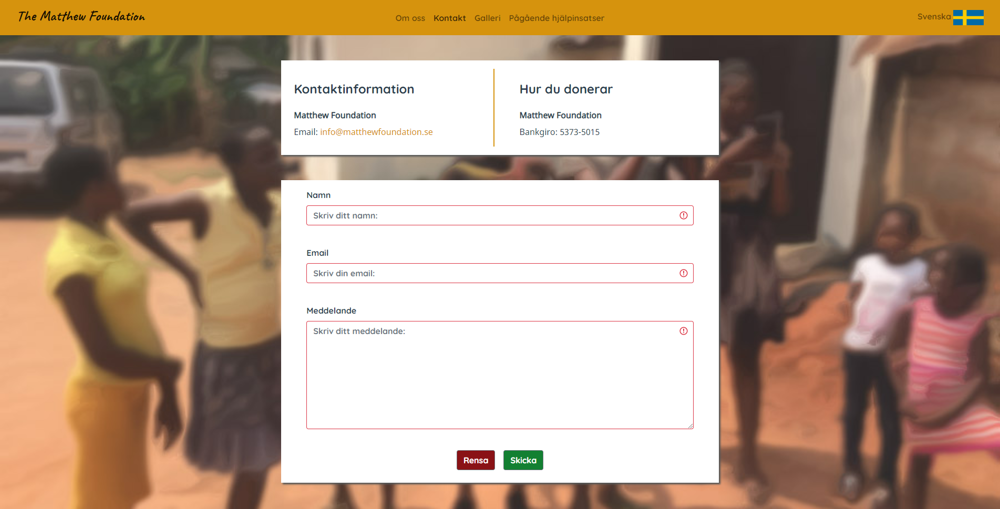 The Matthew Foundation
Om oss Kontakt Galleri Pågående hjälpinsatser
Svenska
Kontaktinformation
Matthew Foundation
Email: info@matthewfoundation.se
Hur du donerar
Matthew Foundation
Bankgiro: 5373-5015
Namn
Skriv ditt namn:
Email
Skriv din email:
Meddelande
Skriv ditt meddelande:
Rensa Skicka